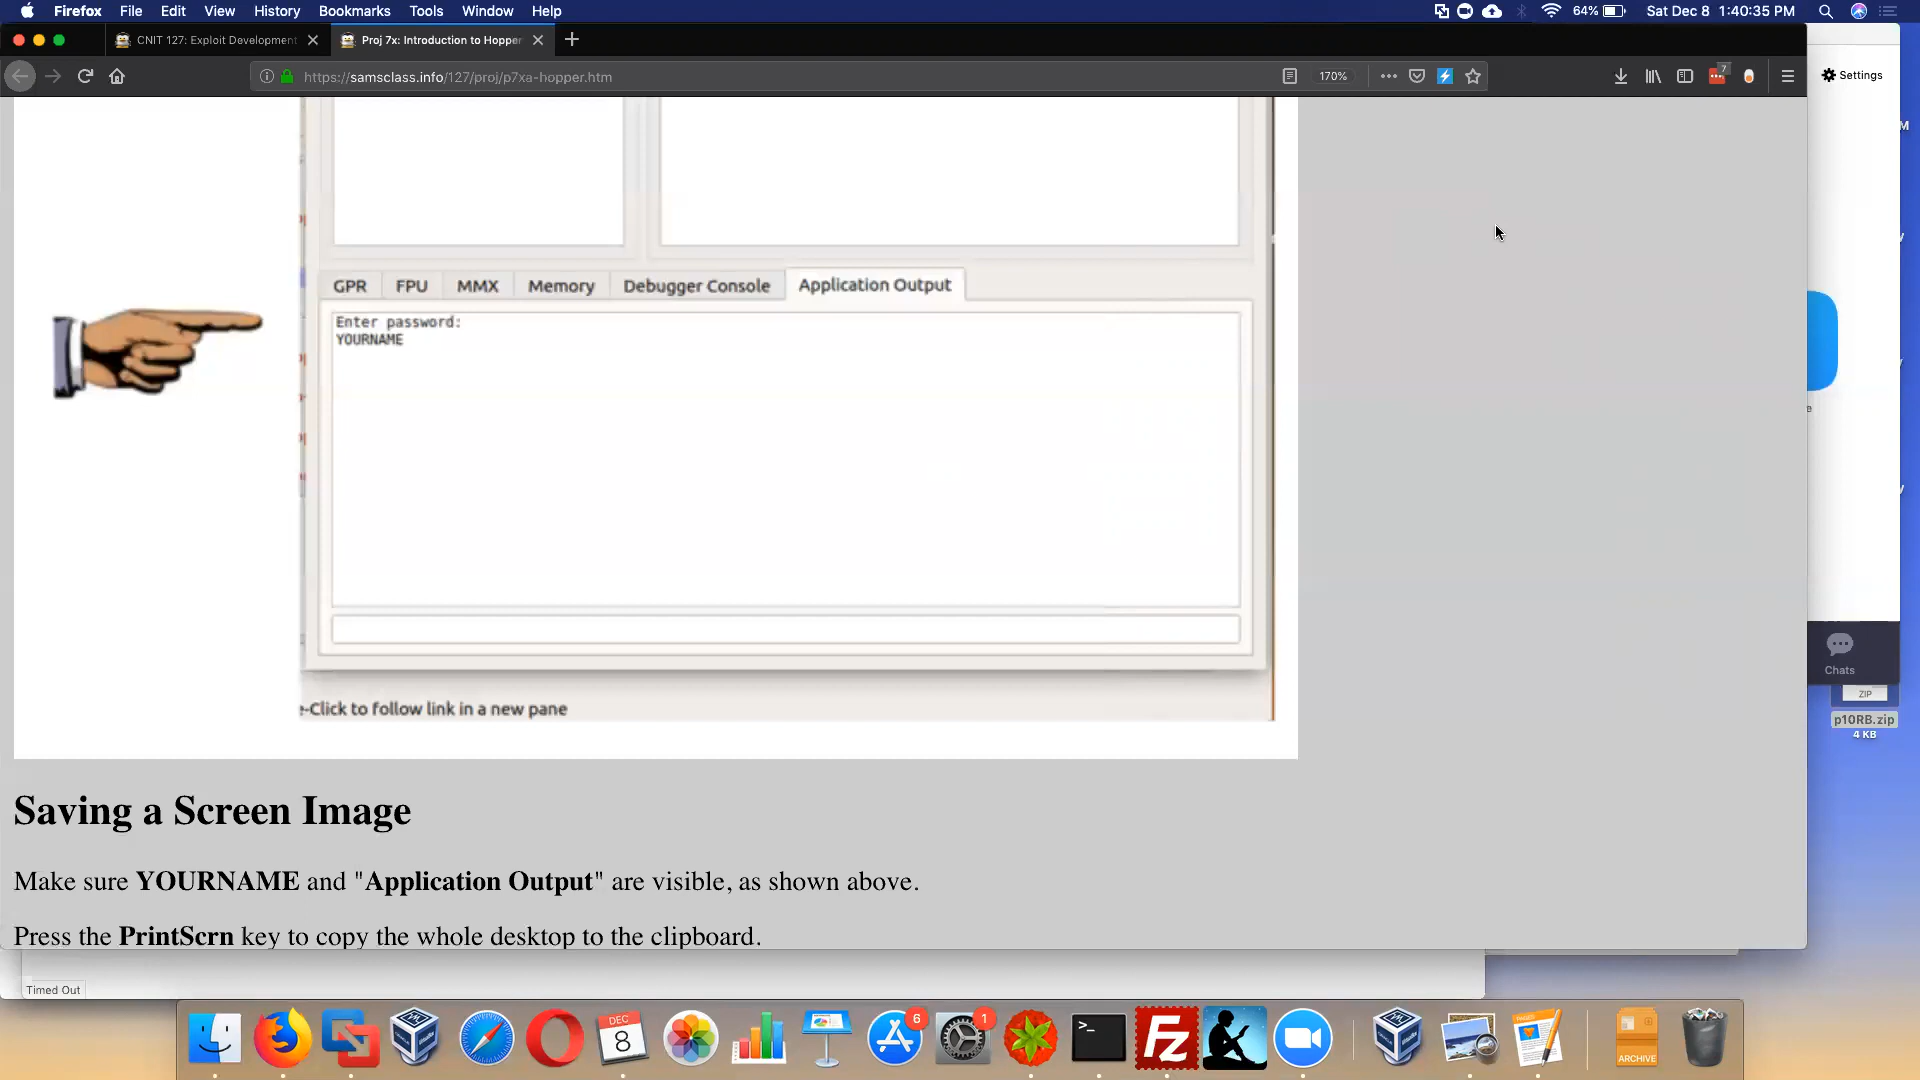 Firefox File Edit View History Bookmarks Tools Window Help 64% Sat Dec 8 1:40:35 PM
CNIT 127: Exploit Development Proj 7x: Introduction to Hopper
https://samsclass.info/127/proj/p7xa-hopper.htm 170% 7 Settings
GPR FPU MMX Memory Debugger Console Application Output
Enter password:
YOURNAME
-Click to follow link in a new pane
Chats
ZIP
p10RB.zip
4 KB
Saving a Screen Image
Make sure YOURNAME and "Application Output" are visible, as shown above.
Press the PrintScrn key to copy the whole desktop to the clipboard.
Timed Out
DEC
8
6
1
>_
FZ
PAGES
ARCHIVE